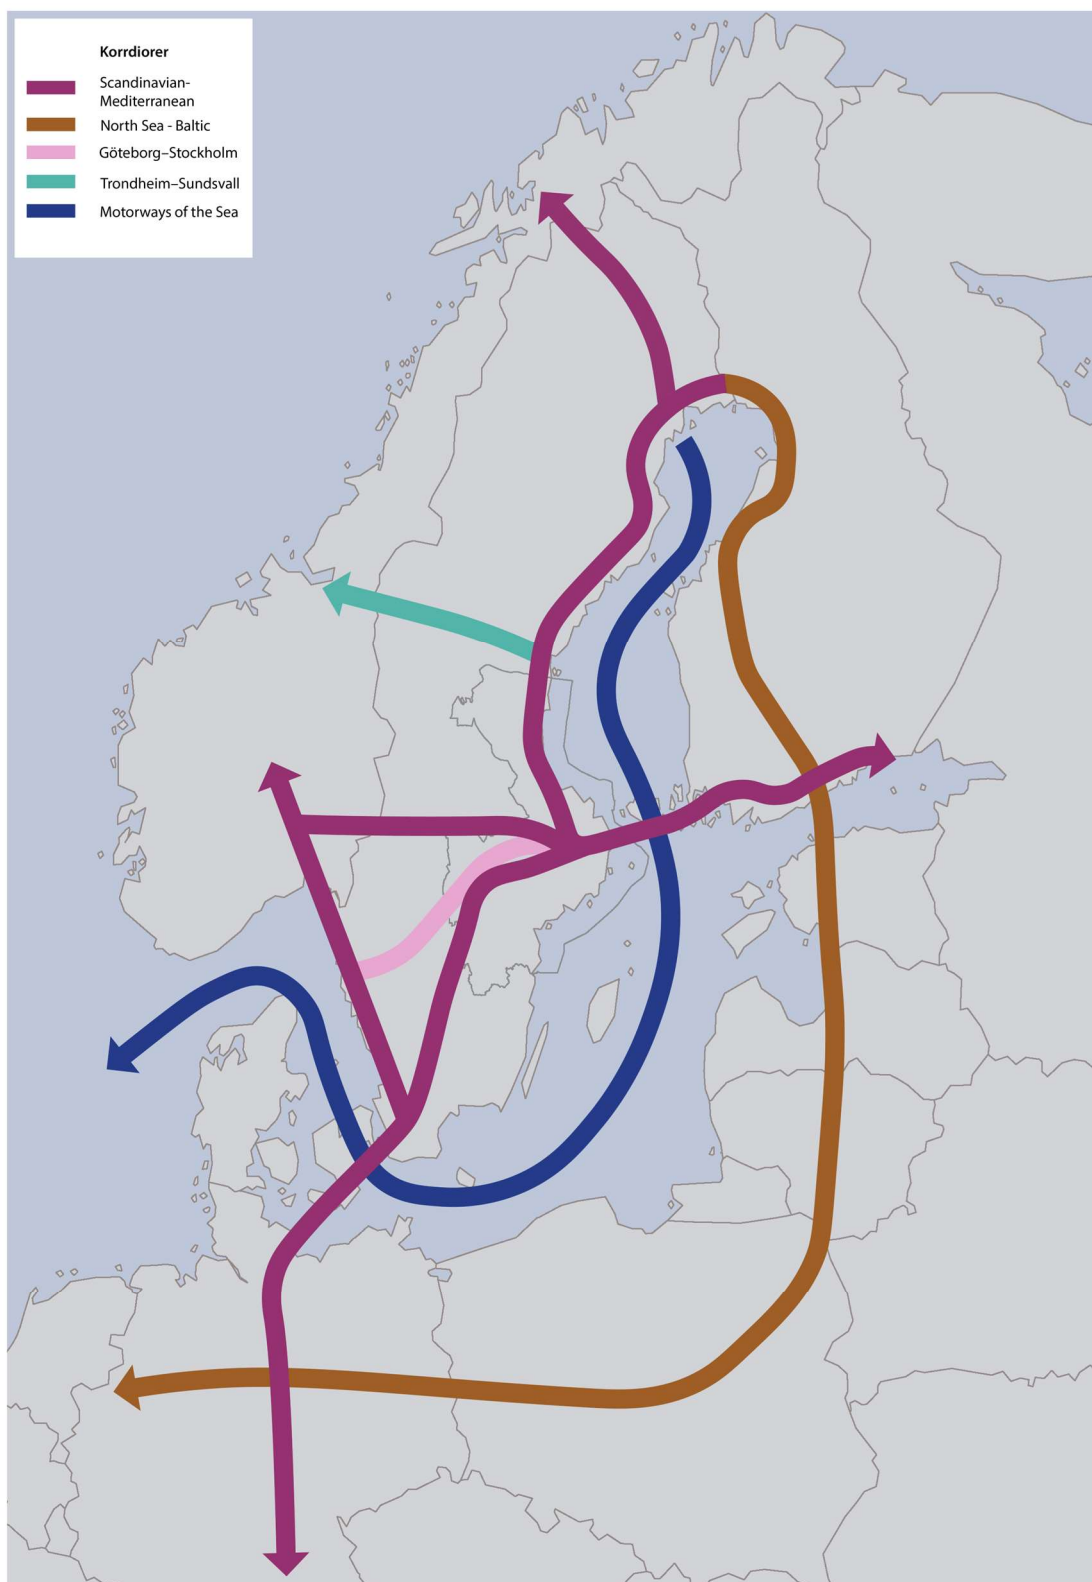 Korrdiorer
Scandinavian-
Mediterranean
North Sea - Baltic
Göteborg–Stockholm
Trondheim–Sundsvall
Motorways of the Sea